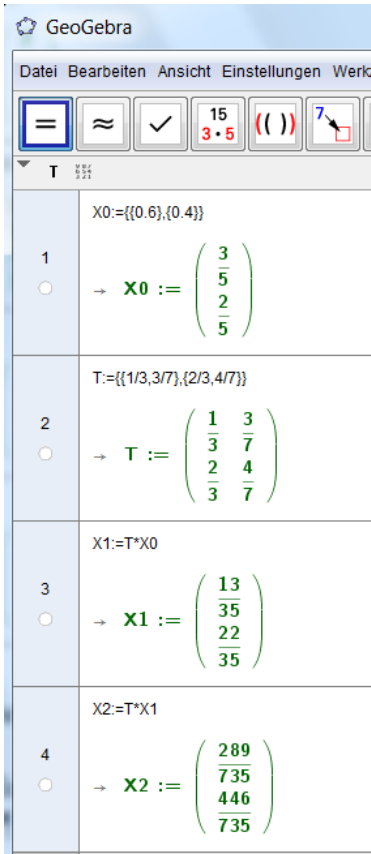 GeoGebra
Datei Bearbeiten Ansicht Einstellungen
= ≈ ✓ 15 3 • 5 (( )) 7
T
X0:={{0.6},{0.4}}
1
→ X0 := ( 3/5 2/5 )
T:={{1/3,3/7},{2/3,4/7}}
2
→ T := ( 1/3 3/7 2/3 4/7 )
X1:=T*X0
3
→ X1 := ( 13/35 22/35 )
X2:=T*X1
4
→ X2 := ( 289/735 446/735 )